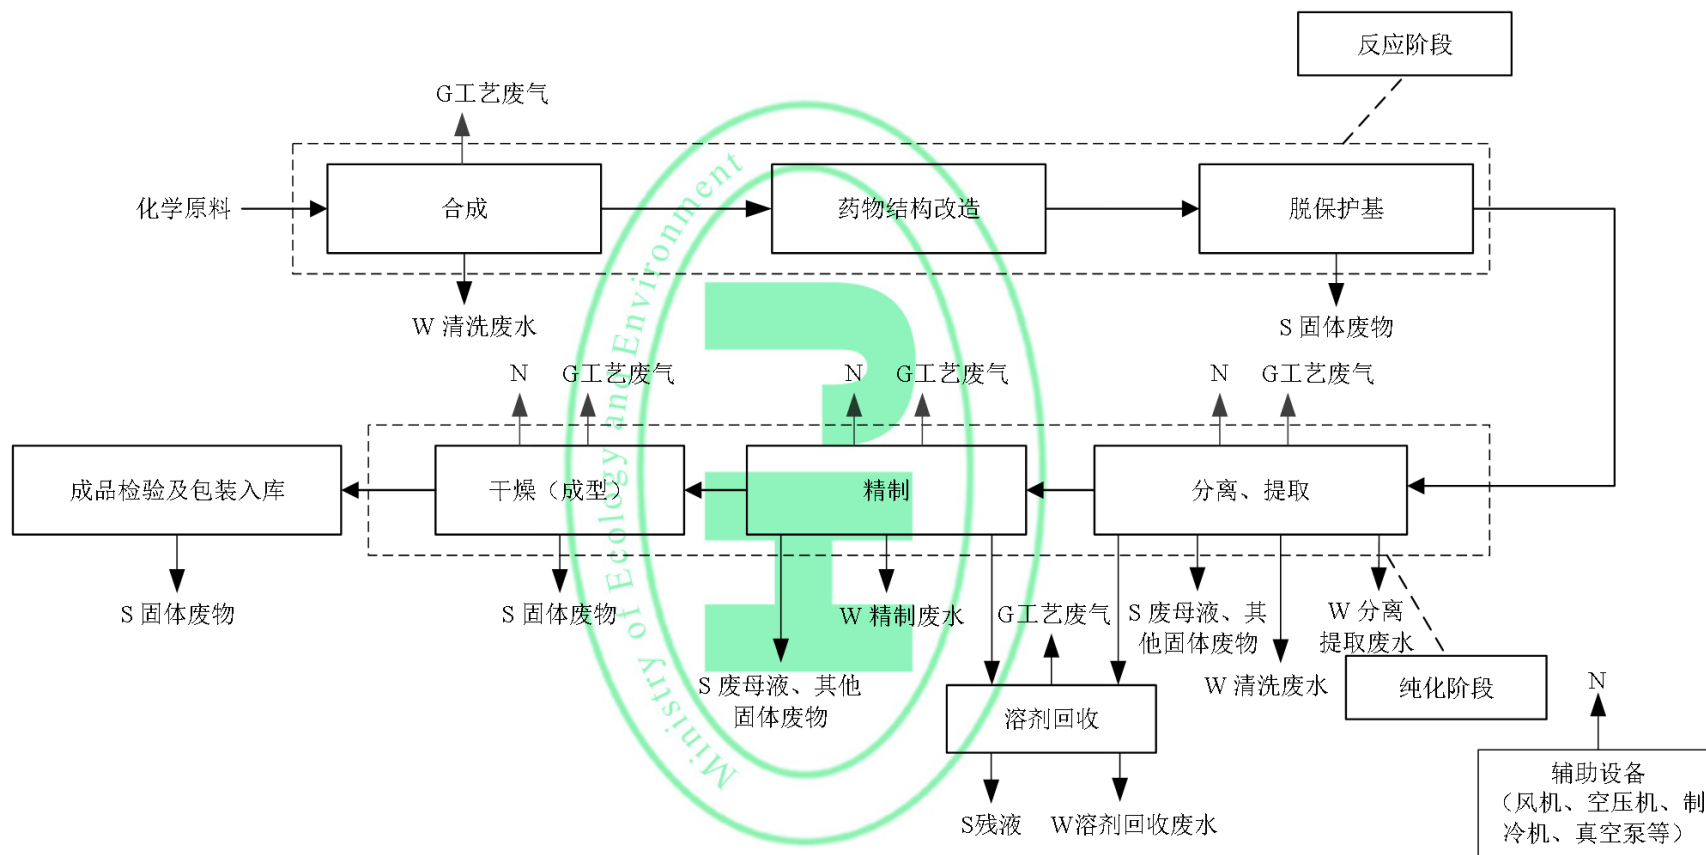 反应阶段
G工艺废气
化学原料
合成
药物结构改造
脱保护基
W 清洗废水
S 固体废物
N
G工艺废气
N
G工艺废气
N
G工艺废气
成品检验及包装入库
干燥（成型）
精制
分离、提取
S 固体废物
S 固体废物
W 精制废水
G工艺废气
S 废母液、其
他固体废物
W 分离
提取废水
S 废母液、其他
固体废物
W 清洗废水
纯化阶段
N
溶剂回收
辅助设备
（风机、空压机、制
冷机、真空泵等）
S残液
W溶剂回收废水
Ministry of Ecology and Environment